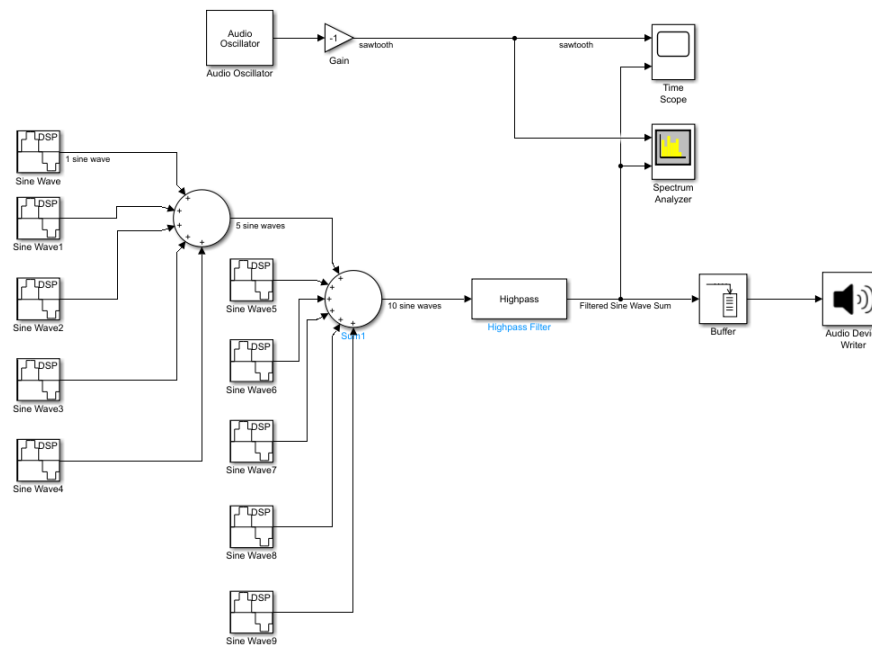 Audio
Oscillator
Audio Oscillator
-1
Gain
sawtooth
sawtooth
Time
Scope
Spectrum
Analyzer
DSP
Sine Wave
1 sine wave
DSP
Sine Wave1
DSP
Sine Wave2
DSP
Sine Wave3
DSP
Sine Wave4
+
+
+
+
+
5 sine waves
DSP
Sine Wave5
DSP
Sine Wave6
DSP
Sine Wave7
DSP
Sine Wave8
DSP
Sine Wave9
+
+
+
+
+
+
Sum1
10 sine waves
Highpass
Highpass Filter
Filtered Sine Wave Sum
Buffer
Audio Devic
Writer